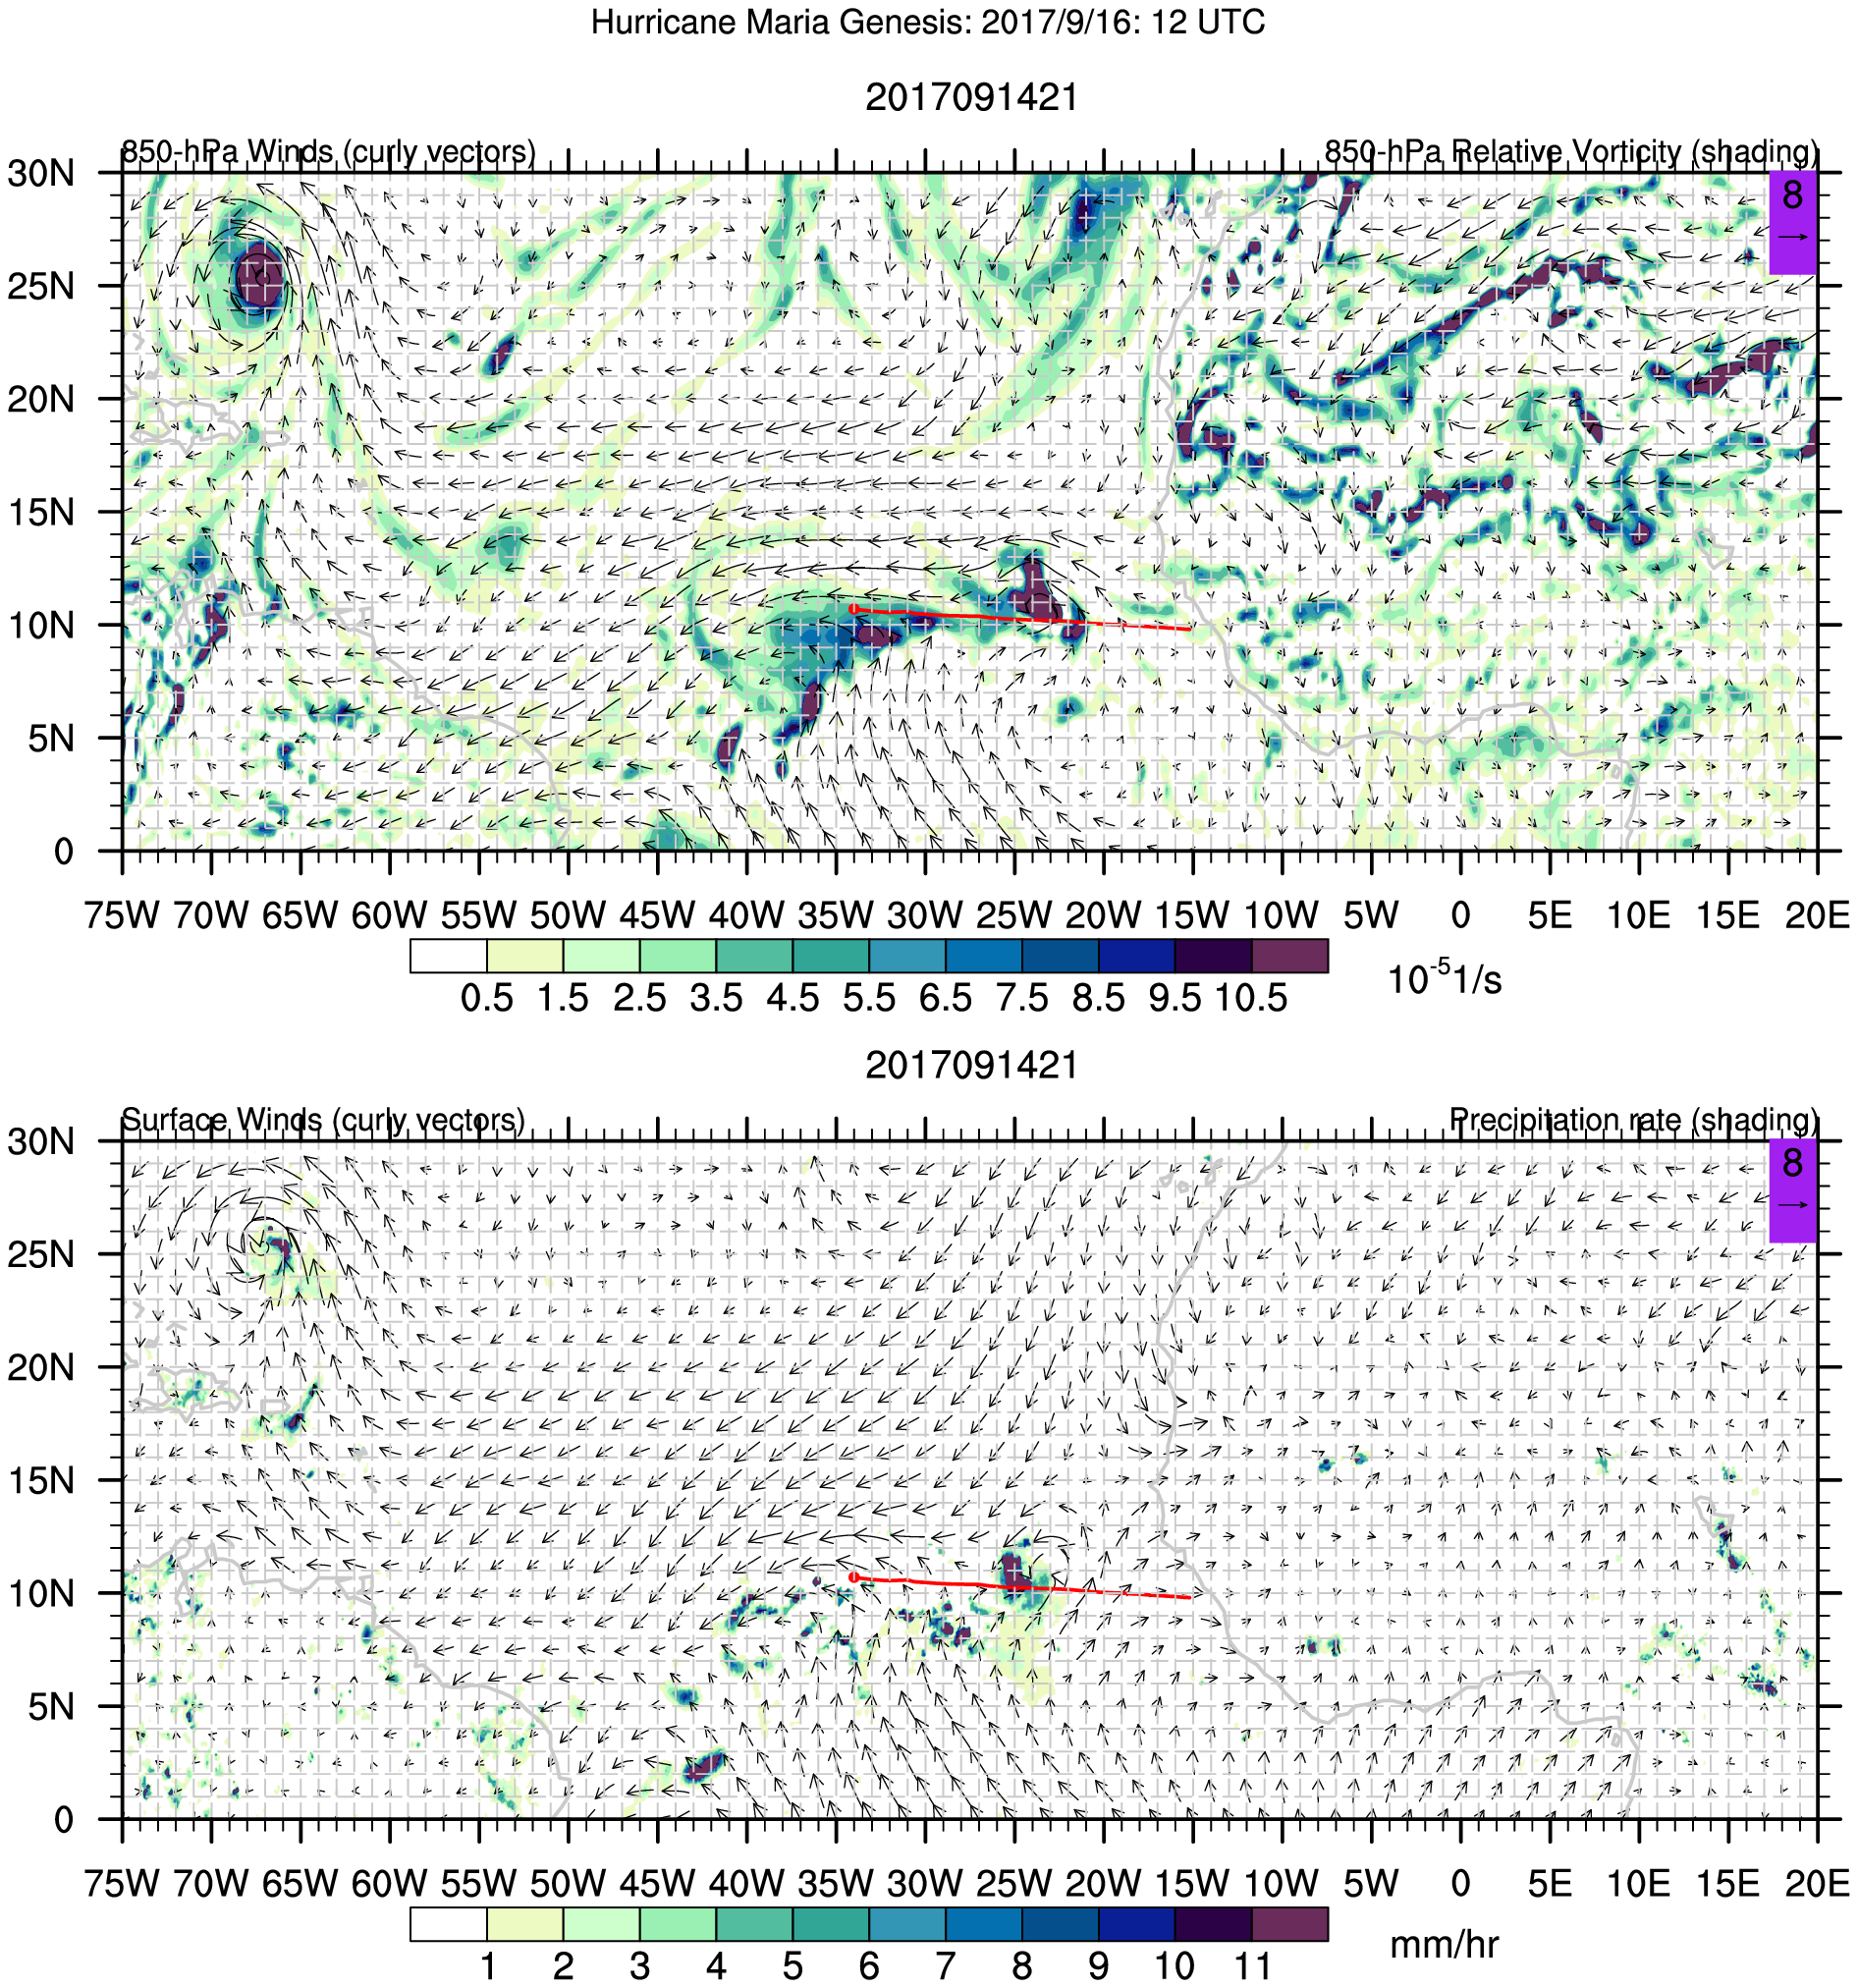 Hurricane Maria Genesis: 2017/9/16: 12 UTC
2017091421
850-hPa Winds (curly vectors) 850-hPa Relative Vorticity (shading)
30N
8
25N
20N
15N
10N
5N
0
75W 70W 65W 60W 55W 50W 45W 40W 35W 30W 25W 20W 15W 10W 5W 0 5E 10E 15E 20E
0.5 1.5 2.5 3.5 4.5 5.5 6.5 7.5 8.5 9.5 10.5
10⁻⁵1/s
2017091421
Surface Winds (curly vectors) Precipitation rate (shading)
30N
8
25N
20N
15N
10N
5N
0
75W 70W 65W 60W 55W 50W 45W 40W 35W 30W 25W 20W 15W 10W 5W 0 5E 10E 15E 20E
1 2 3 4 5 6 7 8 9 10 11
mm/hr